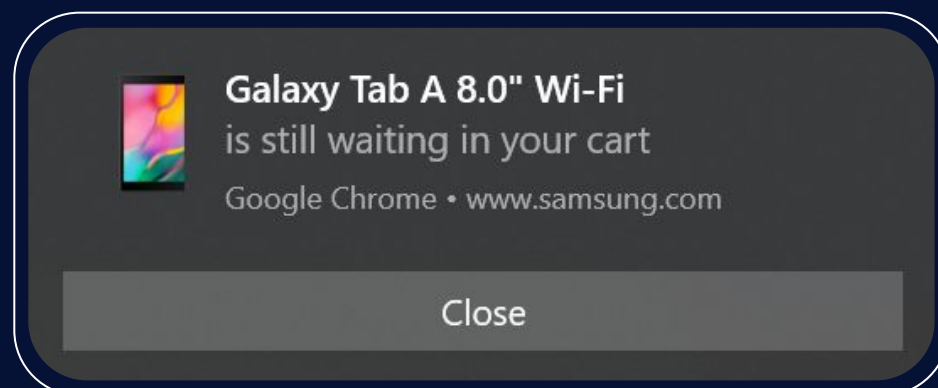 Galaxy Tab A 8.0" Wi-Fi
is still waiting in your cart
Google Chrome • www.samsung.com
Close